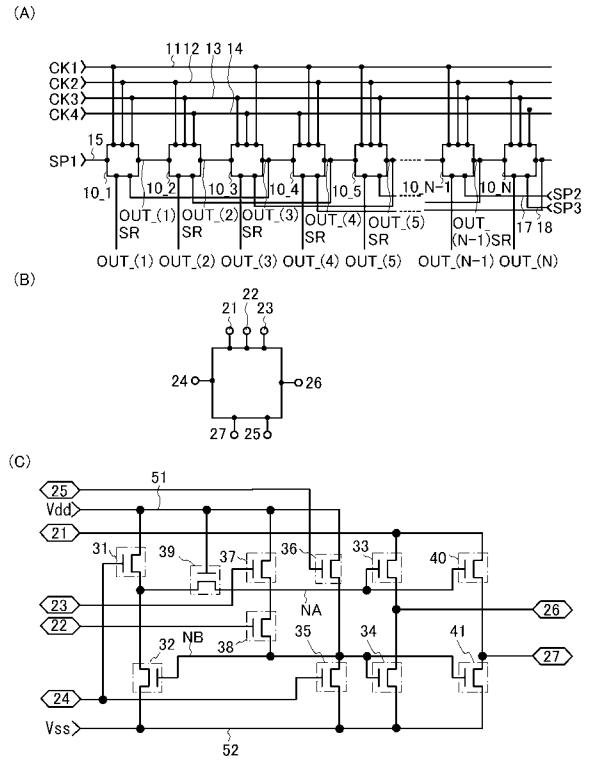 (A)
11 12 13 14
CK1
CK2
CK3
CK4
15
SP1
10_1 10_2 10_3 10_4 10_5 10_N-1 10_N
SP2
SP3
OUT_(1) SR
OUT_(2) SR
OUT_(3) SR
OUT_(4) SR
OUT_(5) SR
OUT_ (N-1)SR
17 18
OUT_(1) OUT_(2) OUT_(3) OUT_(4) OUT_(5) OUT_(N-1) OUT_(N)
(B)
22
21 23
24 26
27 25
(C)
25 51
Vdd
21
31 39 37 36 33 40
23 NA 26
22
32 NB 38 35 34 41
27
24
Vss
52